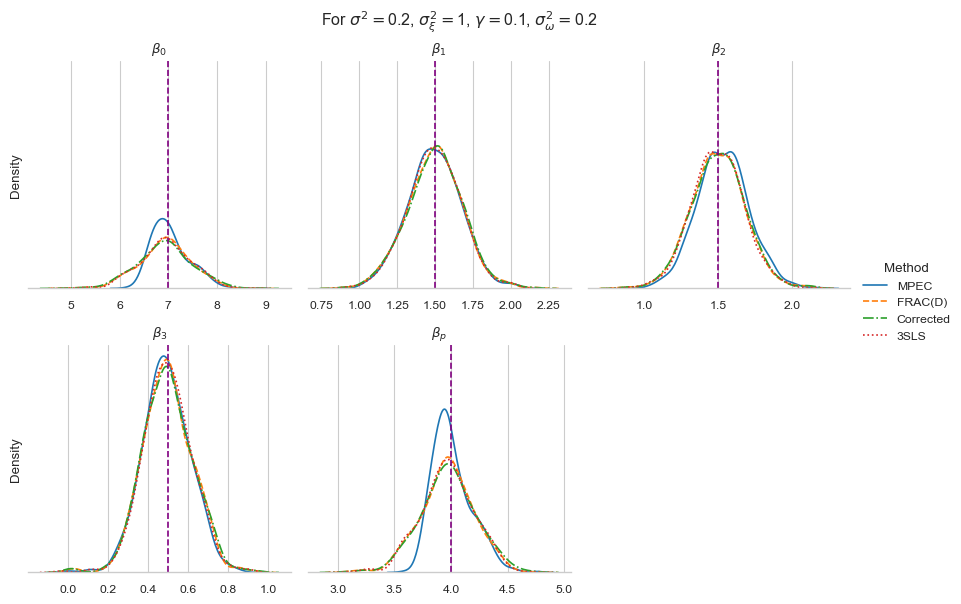 For σ² = 0.2, σ²_ξ = 1, γ = 0.1, σ²_ω = 0.2
β₀
β₁
β₂
Density
5 6 7 8 9
0.75 1.00 1.25 1.50 1.75 2.00 2.25
1.0 1.5 2.0
Method
MPEC
FRAC(D)
Corrected
3SLS
β₃
βₚ
Density
0.0 0.2 0.4 0.6 0.8 1.0
3.0 3.5 4.0 4.5 5.0